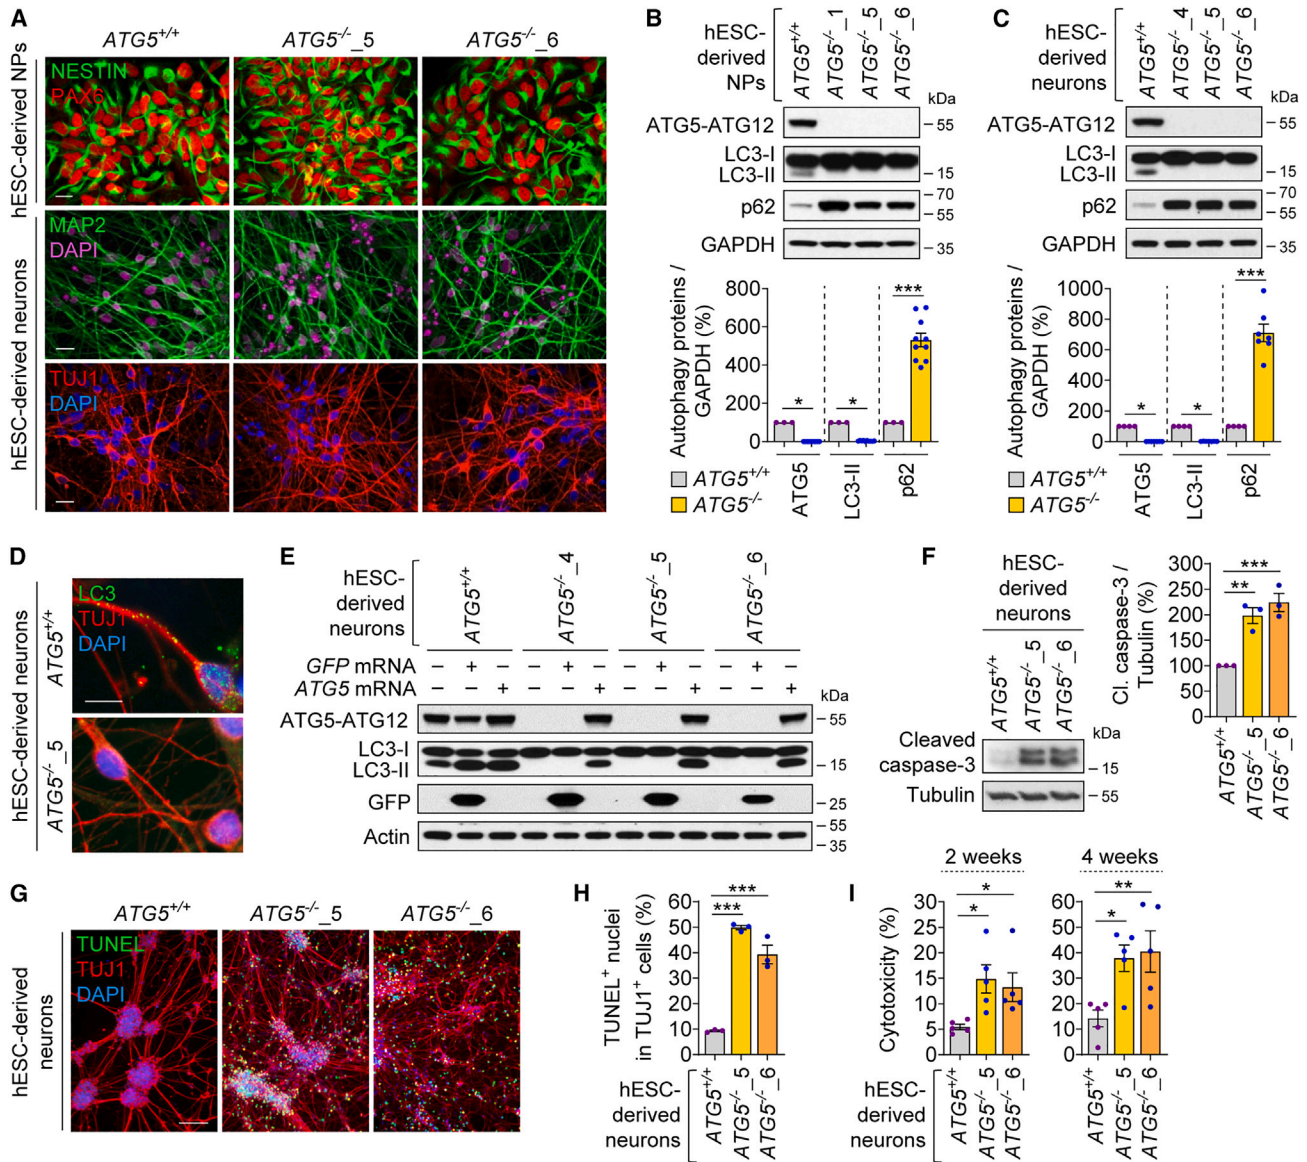 A
ATG5+/+
ATG5-/-_5
ATG5-/-_6
hESC-derived NPs
NESTIN
PAX6
hESC-derived neurons
MAP2
DAPI
TUJ1
DAPI
B
hESC-
derived
NPs
ATG5+/+
ATG5-/-_1
ATG5-/-_5
ATG5-/-_6
kDa
ATG5-ATG12
55
LC3-I
LC3-II
15
p62
70
55
GAPDH
35
Autophagy proteins /
GAPDH (%)
800
600
400
200
0
*
*
***
ATG5+/+
ATG5-/-
ATG5
LC3-II
p62
C
hESC-
derived
neurons
ATG5+/+
ATG5-/-_4
ATG5-/-_5
ATG5-/-_6
kDa
ATG5-ATG12
55
LC3-I
LC3-II
15
p62
70
55
GAPDH
35
Autophagy proteins /
GAPDH (%)
1000
800
600
400
200
0
*
*
***
ATG5+/+
ATG5-/-
ATG5
LC3-II
p62
D
hESC-derived neurons
ATG5+/+
ATG5-/-_5
LC3
TUJ1
DAPI
E
hESC-
derived
neurons
ATG5+/+
ATG5-/-_4
ATG5-/-_5
ATG5-/-_6
GFP mRNA – + – – + – – + – – + –
ATG5 mRNA – – + – – + – – + – – +
kDa
ATG5-ATG12
55
LC3-I
LC3-II
15
GFP
25
Actin
55
35
F
hESC-
derived
neurons
ATG5+/+
ATG5-/-_5
ATG5-/-_6
kDa
Cleaved
caspase-3
15
Tubulin
55
Cl. caspase-3 /
Tubulin (%)
300
250
200
150
100
50
0
**
***
ATG5+/+
ATG5-/-_5
ATG5-/-_6
G
ATG5+/+
ATG5-/-_5
ATG5-/-_6
hESC-derived
neurons
TUNEL
TUJ1
DAPI
H
TUNEL+ nuclei
in TUJ1+ cells (%)
60
50
40
30
20
10
0
***
***
hESC-
derived
neurons
ATG5+/+
ATG5-/-_5
ATG5-/-_6
I
2 weeks
4 weeks
Cytotoxicity (%)
30
25
20
15
10
5
0
*
*
60
50
40
30
20
10
0
*
**
hESC-
derived
neurons
ATG5+/+
ATG5-/-_5
ATG5-/-_6
ATG5+/+
ATG5-/-_5
ATG5-/-_6